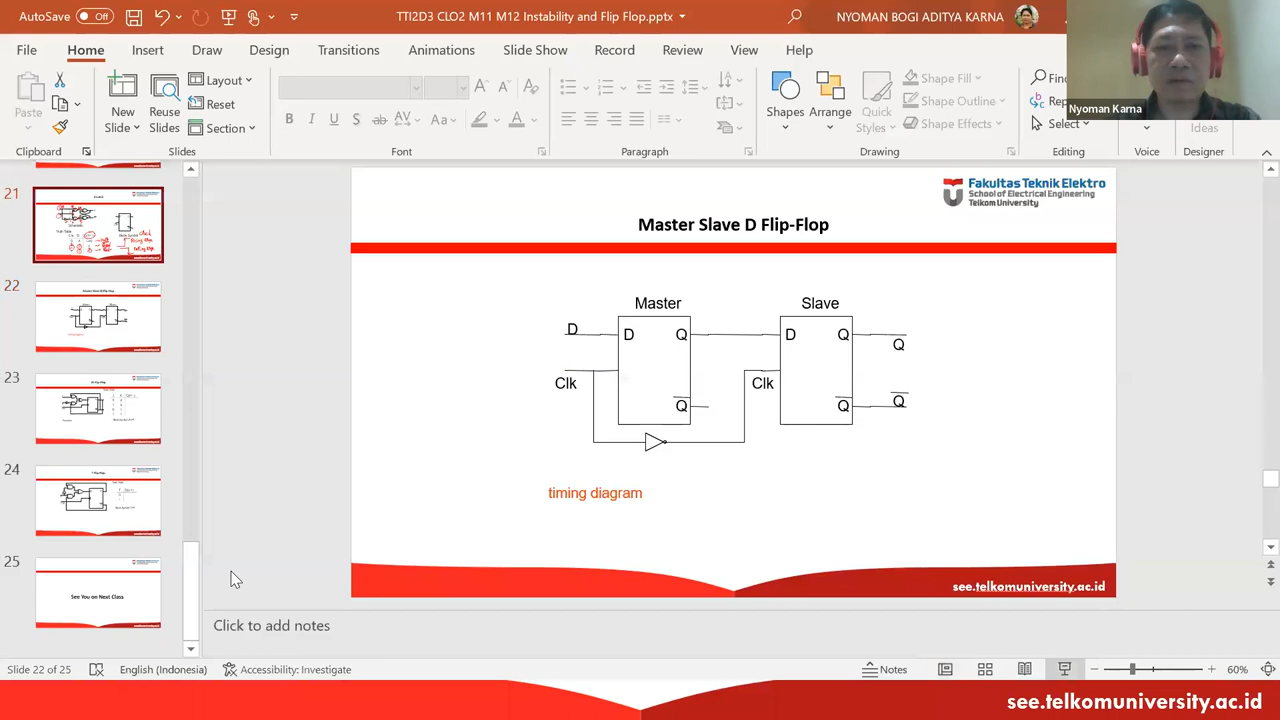 AutoSave Off TTI2D3 CLO2 M11 M12 Instability and Flip Flop.pptx NYOMAN BOGI ADITYA KARNA
File Home Insert Draw Design Slide Show Transitions Animations Slide Show Record Review View Help
Paste
New Slide
Reuse Slides
Layout
Reset
Section
B I U S ab AV Aa A
Shapes
Arrange
Quick Styles
Shape Fill
Shape Outline
Shape Effects
Select
Ideas
Nyoman Karna
Clipboard Slides Font Paragraph Drawing Editing Voice Designer
21
22
23
24
25
See You on Next Class
Fakultas Teknik Elektro
School of Electrical Engineering
Telkom University
Master Slave D Flip-Flop
Master Slave
D D Q D Q Q
Clk Clk
Q Q Q
timing diagram
see.telkomuniversity.ac.id
Click to add notes
Slide 22 of 25 English (Indonesia) Accessibility: Investigate Notes 60%
see.telkomuniversity.ac.id